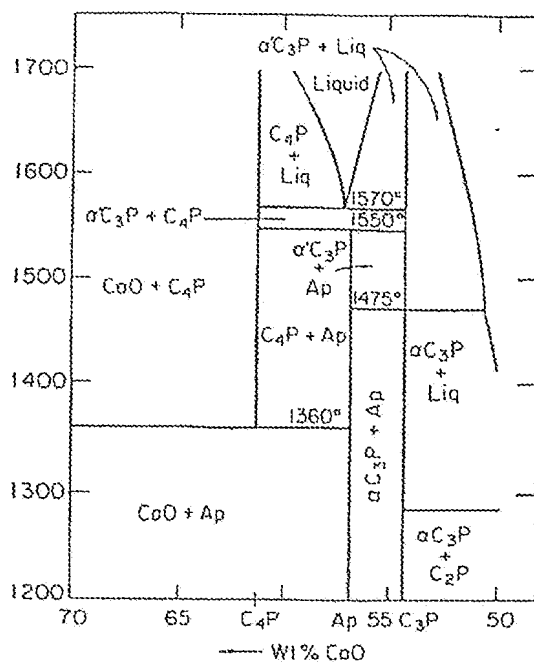 α'C₃P + Liq
1700
Liquid
C₄P
+
Liq
1600
1570°
α'C₃P + C₄P
1550°
α'C₃P
+
Ap
1500
CaO + C₄P
1475°
C₄P + Ap
αC₃P
+
Liq
1400
1360°
αC₃P + Ap
1300
CaO + Ap
αC₃P
+
C₂P
1200
70 65 C₄P Ap 55 C₃P 50
Wt % CaO